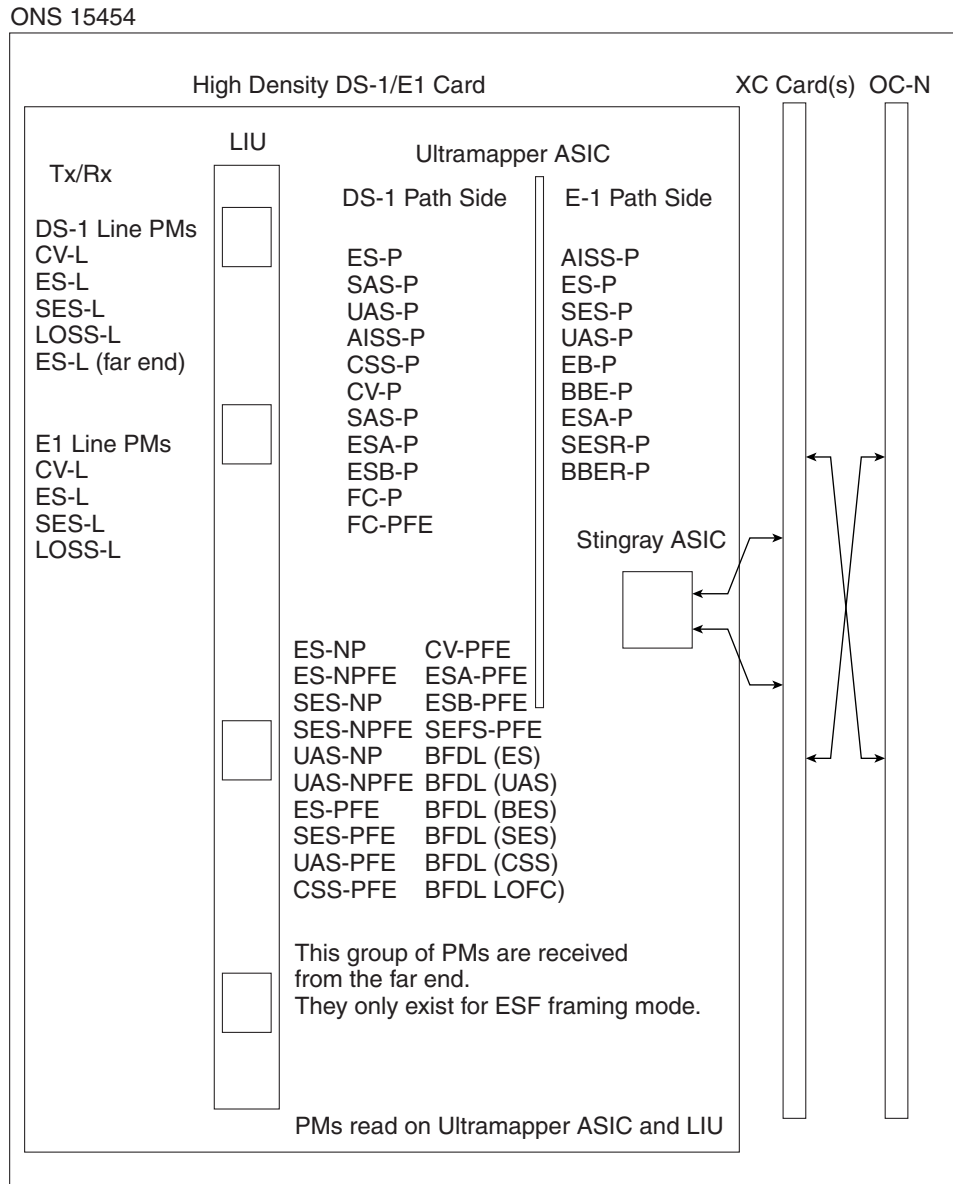 ONS 15454
High Density DS-1/E1 Card
XC Card(s)
OC-N
LIU
Ultramapper ASIC
Tx/Rx
DS-1 Path Side
E-1 Path Side
DS-1 Line PMs
CV-L
ES-L
SES-L
LOSS-L
ES-L (far end)
E1 Line PMs
CV-L
ES-L
SES-L
LOSS-L
ES-P
SAS-P
UAS-P
AISS-P
CSS-P
CV-P
SAS-P
ESA-P
ESB-P
FC-P
FC-PFE
AISS-P
ES-P
SES-P
UAS-P
EB-P
BBE-P
ESA-P
SESR-P
BBER-P
Stingray ASIC
ES-NP
ES-NPFE
SES-NP
SES-NPFE
UAS-NP
UAS-NPFE
ES-PFE
SES-PFE
UAS-PFE
CSS-PFE
CV-PFE
ESA-PFE
ESB-PFE
SEFS-PFE
BFDL (ES)
BFDL (UAS)
BFDL (BES)
BFDL (SES)
BFDL (CSS)
BFDL LOFC)
This group of PMs are received
from the far end.
They only exist for ESF framing mode.
PMs read on Ultramapper ASIC and LIU